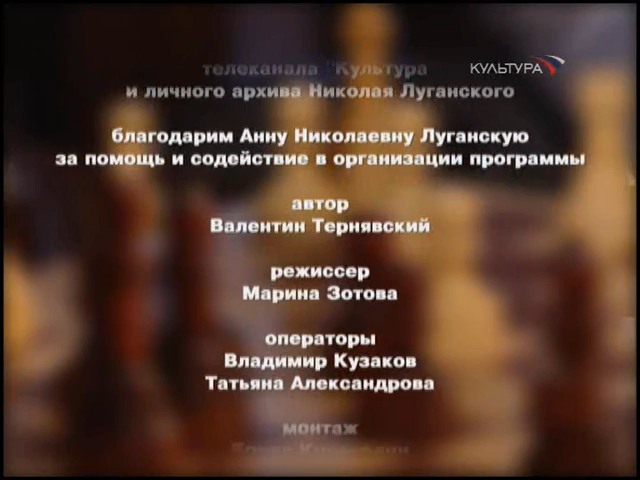 КУЛЬТУРА
телеканала "Культура
и личного архива Николая Луганского
благодарим Анну Николаевну Луганскую
за помощь и содействие в организации программы
автор
Валентин Тернявский
режиссер
Марина Зотова
операторы
Владимир Кузаков
Татьяна Александрова
монтаж